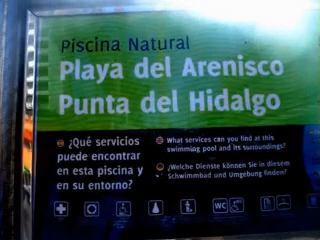 Piscina Natural
Playa del Arenisco
Punta del Hidalgo
¿Qué servicios
puede encontrar
en esta piscina y
en su entorno?
What services can you find at this
swimming pool and its surroundings?
¿Welche Dienste können Sie in diesem
Schwimmbad und Umgebung finden?
WC